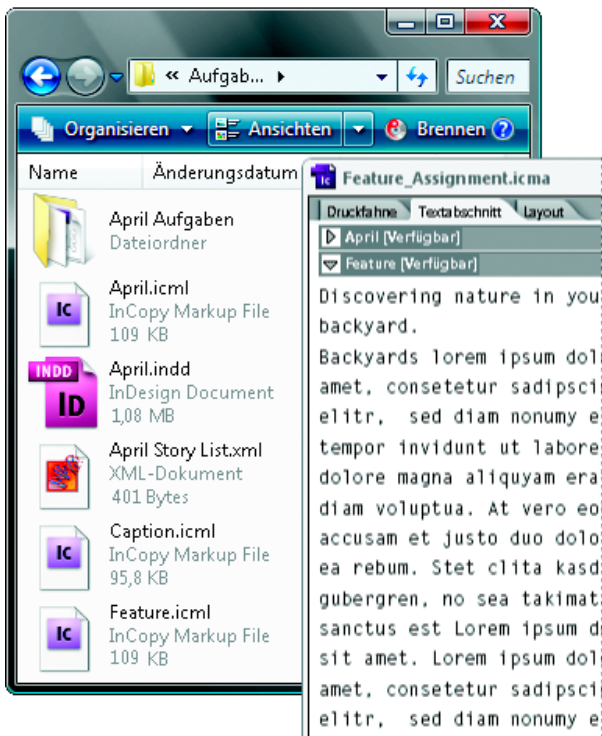 « Aufgab...
Suchen
Organisieren Ansichten Brennen
Name Änderungsdatum
April Aufgaben
Dateiordner
Ic
April.icml
InCopy Markup File
109 KB
INDD
ID
April.indd
InDesign Document
1,08 MB
April Story List.xml
XML-Dokument
401 Bytes
Ic
Caption.icml
InCopy Markup File
95,8 KB
Ic
Feature.icml
InCopy Markup File
109 KB
Ic Feature_Assignment.icma
Druckfahne Textabschnitt Layout
April [Verfügbar]
Feature [Verfügbar]
Discovering nature in you
backyard.
Backyards lorem ipsum dol
amet, consetetur sadipsci
elitr, sed diam nonumy e
tempor invidunt ut labore
dolore magna aliquyam era
diam voluptua. At vero eo
accusam et justo duo dolo
ea rebum. Stet clita kasd
gubergren, no sea takimat
sanctus est Lorem ipsum d
sit amet. Lorem ipsum dol
amet, consetetur sadipsci
elitr, sed diam nonumy e